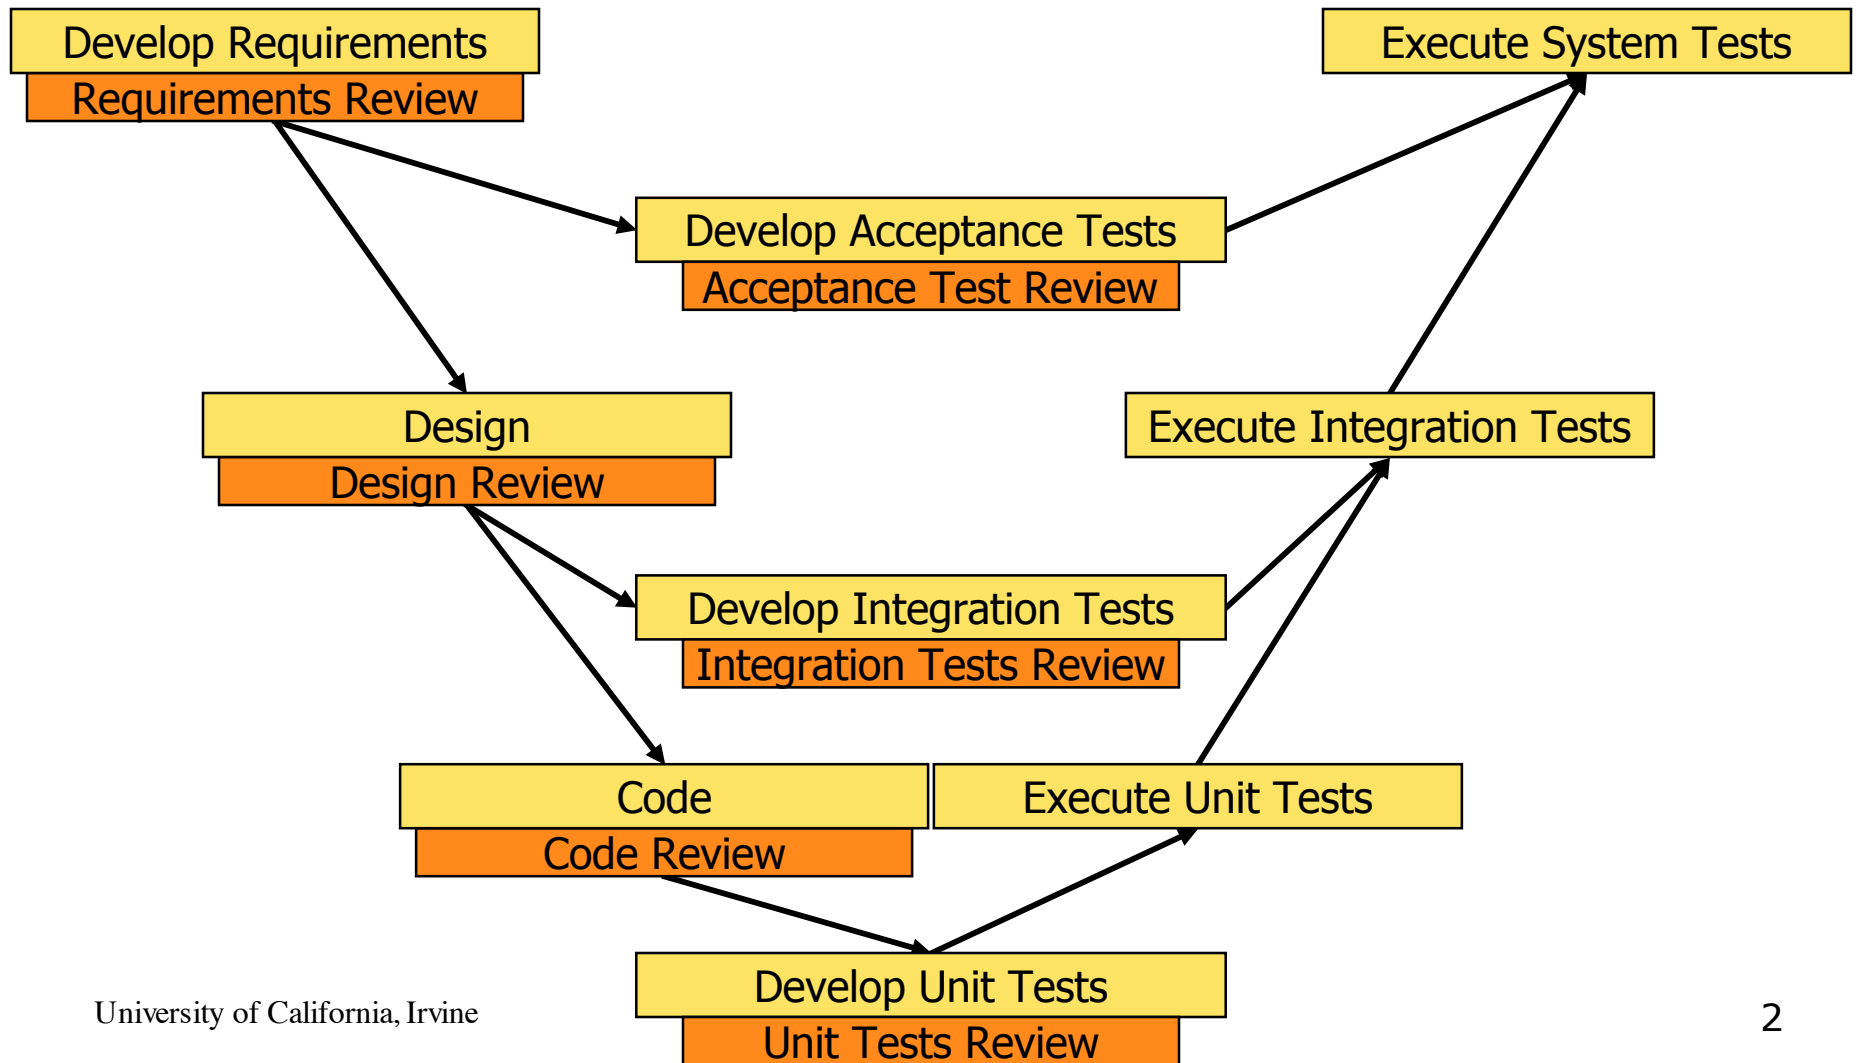 Develop Requirements
Requirements Review
Execute System Tests
Develop Acceptance Tests
Acceptance Test Review
Design
Design Review
Execute Integration Tests
Develop Integration Tests
Integration Tests Review
Code
Code Review
Execute Unit Tests
Develop Unit Tests
Unit Tests Review
University of California, Irvine
2